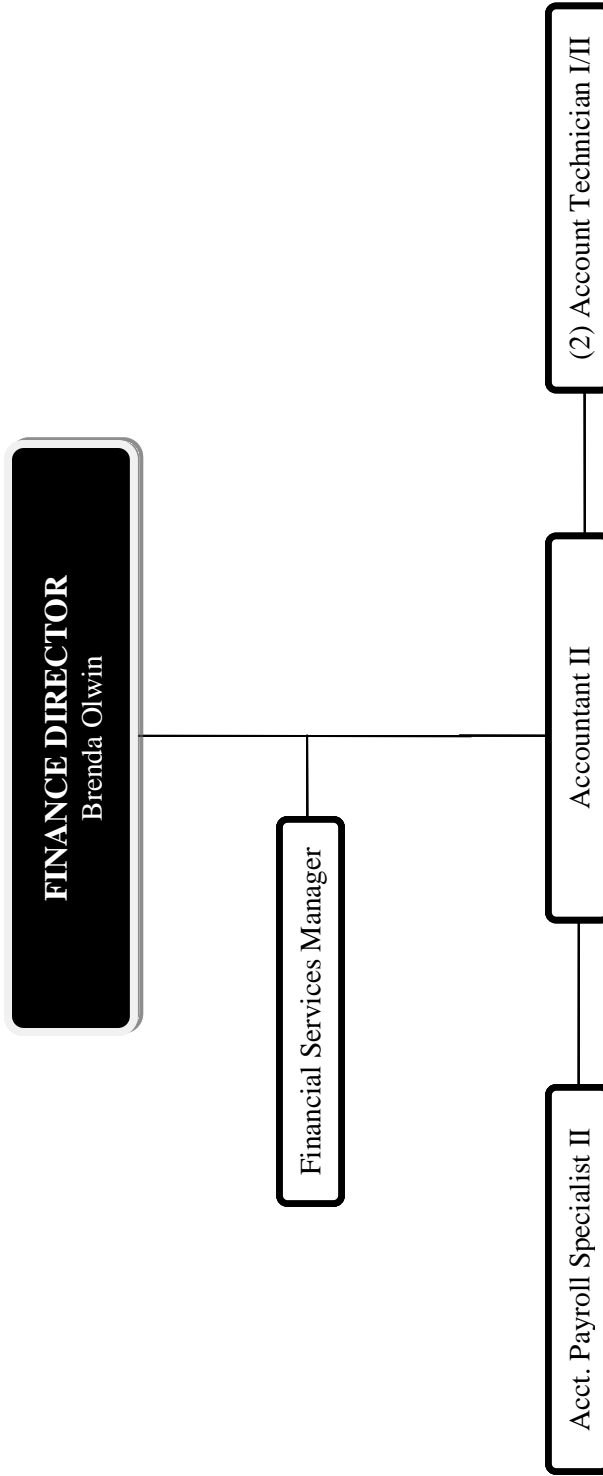 FINANCE DIRECTOR
Brenda Olwin
Financial Services Manager
Acct. Payroll Specialist II
Accountant II
(2) Account Technician I/II